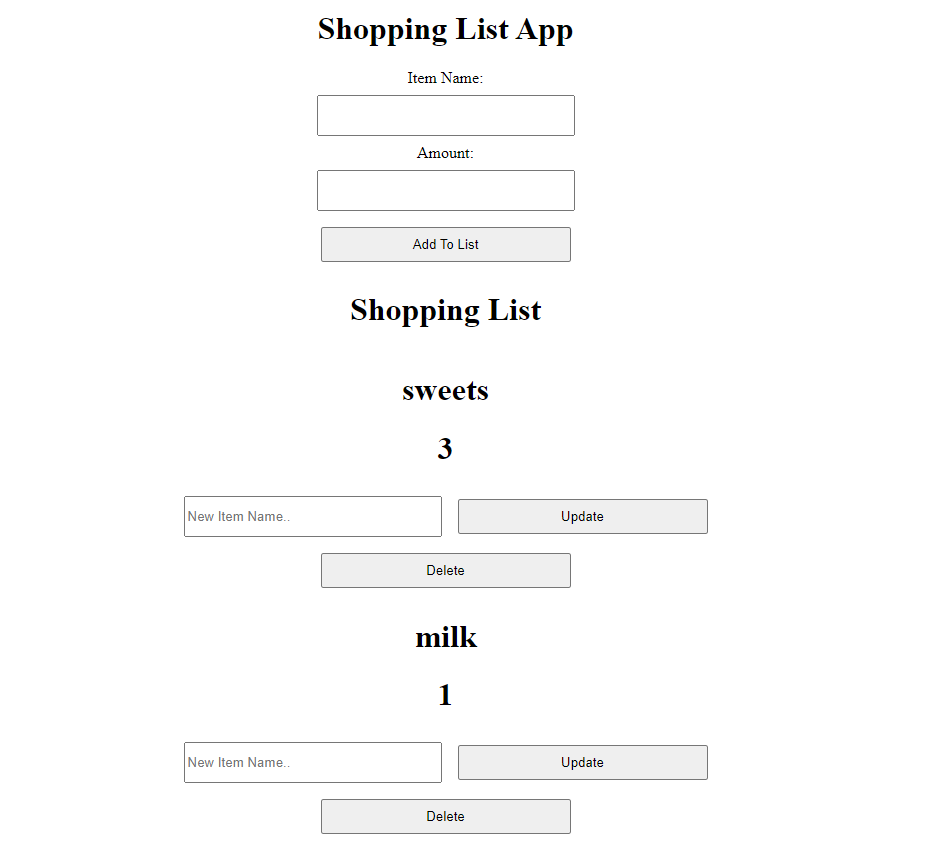 Shopping List App
Item Name:
Amount:
Add To List
Shopping List
sweets
3
New Item Name.. Update
Delete
milk
1
New Item Name.. Update
Delete